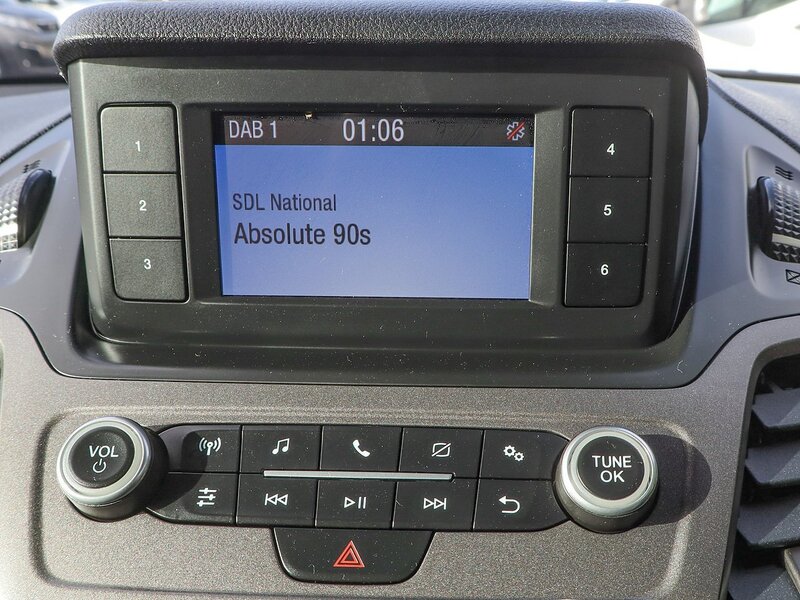 DAB 1 01:06
SDL National
Absolute 90s
1
2
3
4
5
6
VOL
TUNE
OK